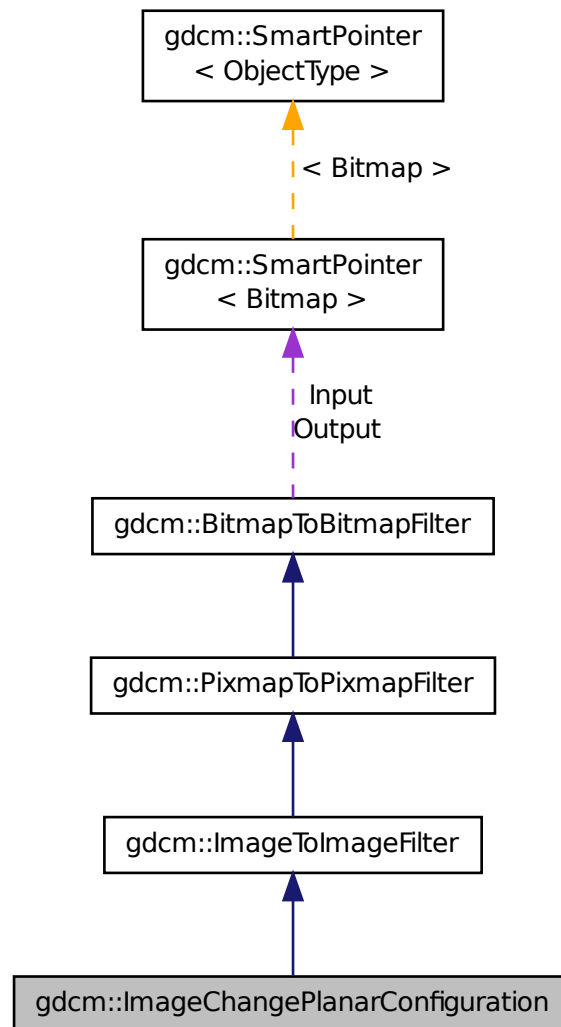 gdcm::SmartPointer
< ObjectType >
< Bitmap >
gdcm::SmartPointer
< Bitmap >
Input
Output
gdcm::BitmapToBitmapFilter
gdcm::PixmapToPixmapFilter
gdcm::ImageToImageFilter
gdcm::ImageChangePlanarConfiguration